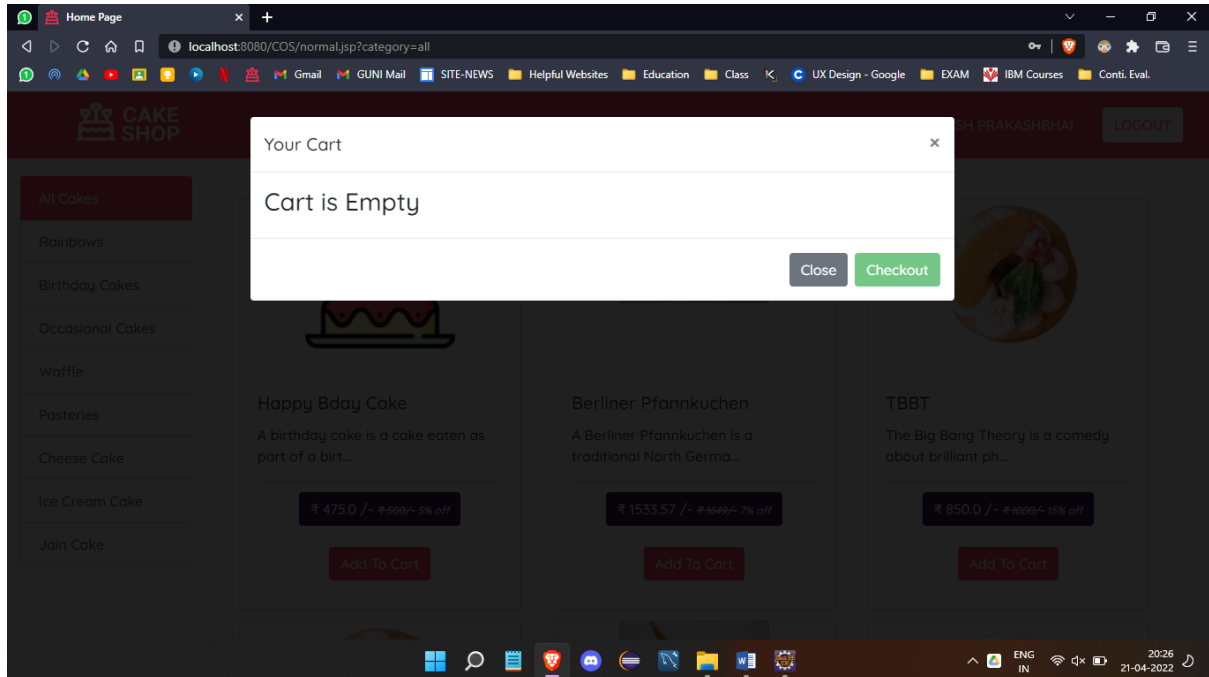 Home Page
localhost:8080/COS/normal.jsp?category=all
Gmail GUNI Mail SITE-NEWS Helpful Websites Education Class UX Design - Google EXAM IBM Courses Conti. Eval.
CAKE
SHOP
SH PRAKASHBHAI LOGOUT
Your Cart ×
Cart is Empty
Close Checkout
All Cakes
Rainbows
Birthday Cakes
Occasional Cakes
Waffle
Pasteries
Cheese Cake
Ice Cream Cake
Jain Cake
Happy Bday Cake
A birthday cake is a cake eaten as
part of a birt...
₹ 475.0 /- ₹ 500/- 5% off
Add To Cart
Berliner Pfannkuchen
A Berliner Pfannkuchen is a
traditional North Germa...
₹ 1533.57 /- ₹ 1649/- 7% off
Add To Cart
TBBT
The Big Bang Theory is a comedy
about brilliant ph...
₹ 850.0 /- ₹ 1000/- 15% off
Add To Cart
ENG
IN
20:26
21-04-2022